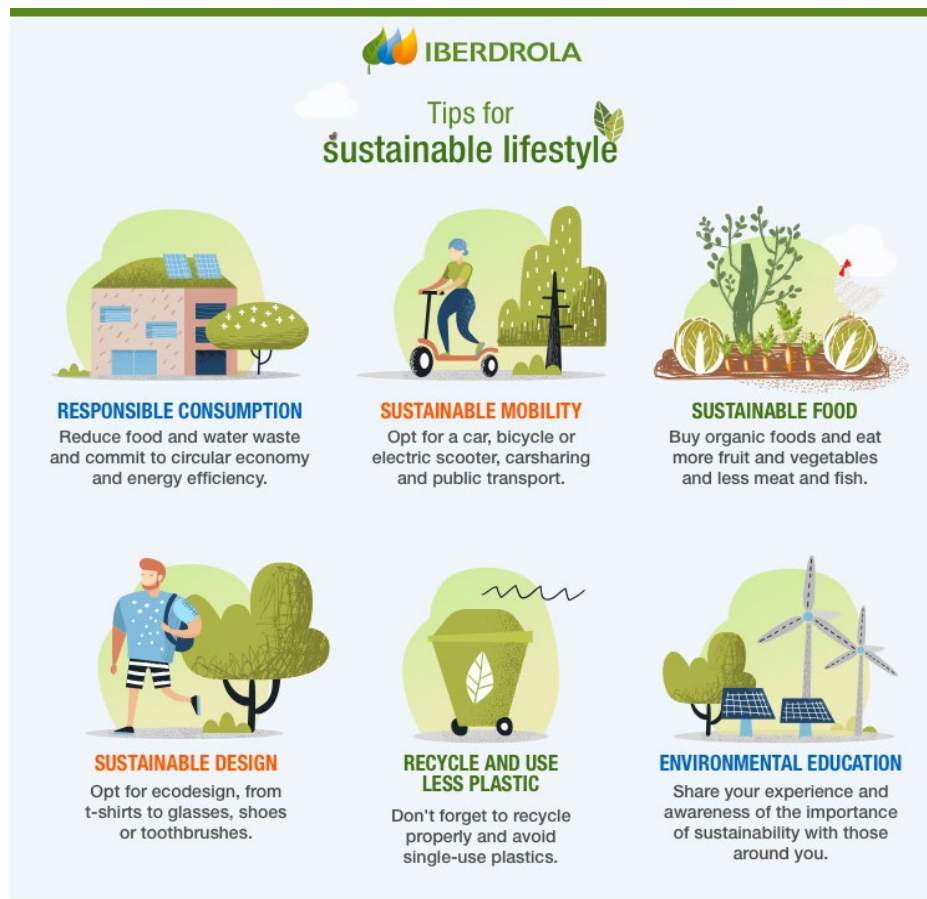 IBERDROLA
Tips for
sustainable lifestyle
RESPONSIBLE CONSUMPTION
Reduce food and water waste
and commit to circular economy
and energy efficiency.
SUSTAINABLE MOBILITY
Opt for a car, bicycle or
electric scooter, carsharing
and public transport.
SUSTAINABLE FOOD
Buy organic foods and eat
more fruit and vegetables
and less meat and fish.
SUSTAINABLE DESIGN
Opt for ecodesign, from
t-shirts to glasses, shoes
or toothbrushes.
RECYCLE AND USE
LESS PLASTIC
Don't forget to recycle
properly and avoid
single-use plastics.
ENVIRONMENTAL EDUCATION
Share your experience and
awareness of the importance
of sustainability with those
around you.